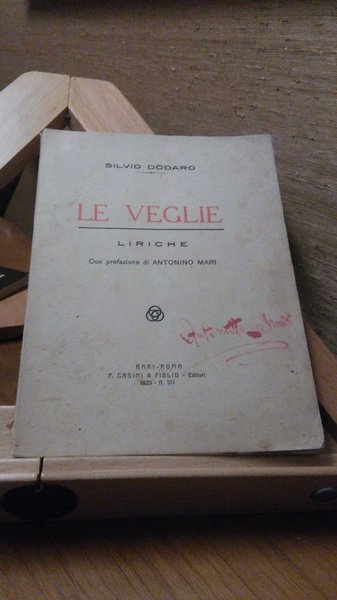 SILVIO DODARO
LE VEGLIE
LIRICHE
Con prefazione di ANTONINO MARI
BARI-ROMA
F. CASINI & FIGLIO - Editori
1929 - A. VII